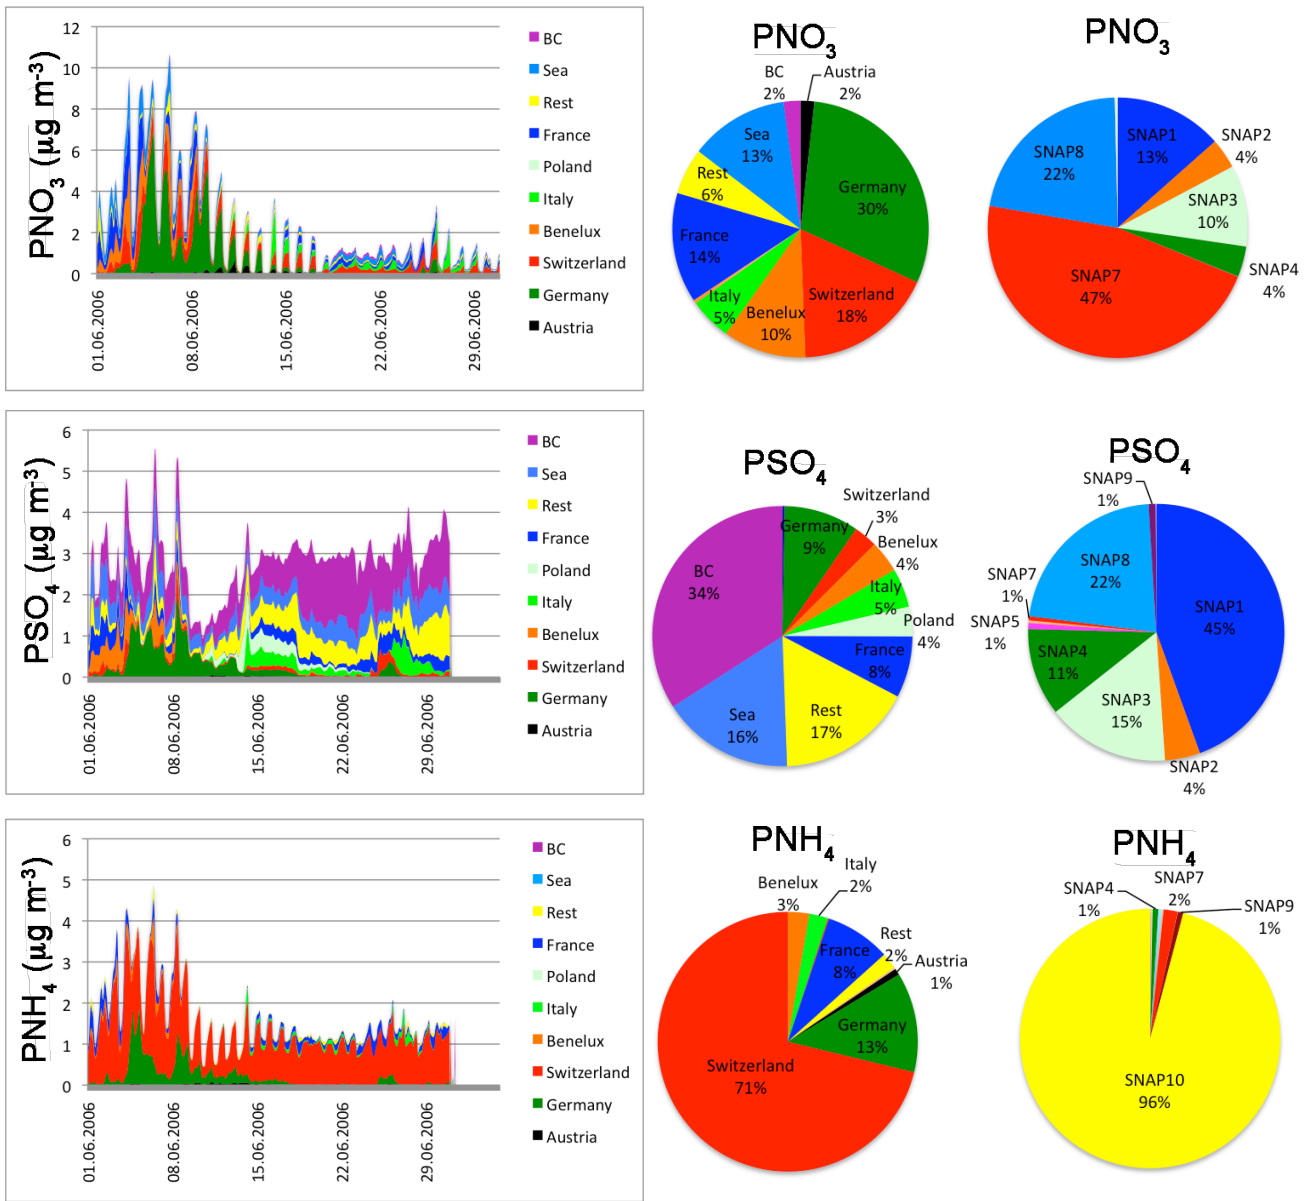 PNO3 (µg m-3)
12
10
8
6
4
2
0
01.06.2006
08.06.2006
15.06.2006
22.06.2006
29.06.2006
BC
Sea
Rest
France
Poland
Italy
Benelux
Switzerland
Germany
Austria
PNO3
BC
2%
Austria
2%
Sea
13%
Germany
30%
Rest
6%
France
14%
Italy
5%
Benelux
10%
Switzerland
18%
PNO3
SNAP1
13%
SNAP2
4%
SNAP8
22%
SNAP3
10%
SNAP4
4%
SNAP7
47%
PSO4 (µg m-3)
6
5
4
3
2
1
0
01.06.2006
08.06.2006
15.06.2006
22.06.2006
29.06.2006
BC
Sea
Rest
France
Poland
Italy
Benelux
Switzerland
Germany
Austria
PSO4
Germany
9%
Switzerland
3%
Benelux
4%
Italy
5%
Poland
4%
France
8%
Rest
17%
Sea
16%
BC
34%
PSO4
SNAP9
1%
SNAP8
22%
SNAP1
45%
SNAP7
1%
SNAP5
1%
SNAP4
11%
SNAP3
15%
SNAP2
4%
PNH4 (µg m-3)
6
5
4
3
2
1
0
01.06.2006
08.06.2006
15.06.2006
22.06.2006
29.06.2006
BC
Sea
Rest
France
Poland
Italy
Benelux
Switzerland
Germany
Austria
PNH4
Benelux
3%
Italy
2%
France
8%
Rest
2%
Austria
1%
Germany
13%
Switzerland
71%
PNH4
SNAP4
1%
SNAP7
2%
SNAP9
1%
SNAP10
96%